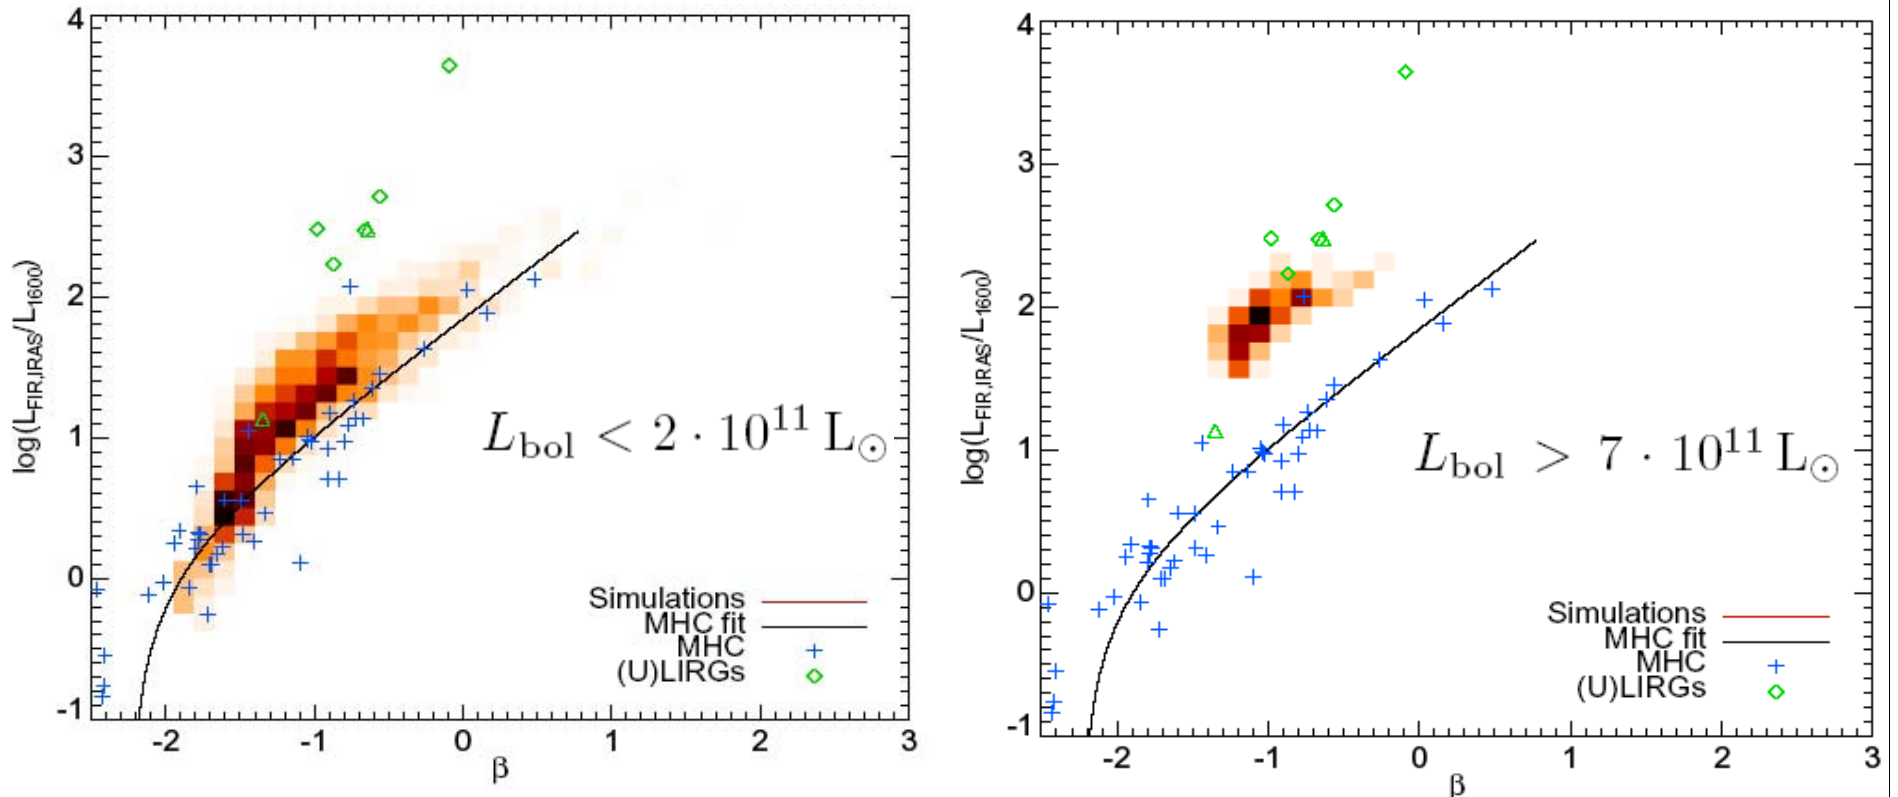 4
3
2
1
0
-1
-2
-1
0
1
2
3
log(L_FIR,IRAS/L_1600)
β
L_bol < 2 · 10^11 L_⊙
Simulations
MHC fit
MHC
(U)LIRGs
4
3
2
1
0
-1
-2
-1
0
1
2
3
log(L_FIR,IRAS/L_1600)
β
L_bol > 7 · 10^11 L_⊙
Simulations
MHC fit
MHC
(U)LIRGs